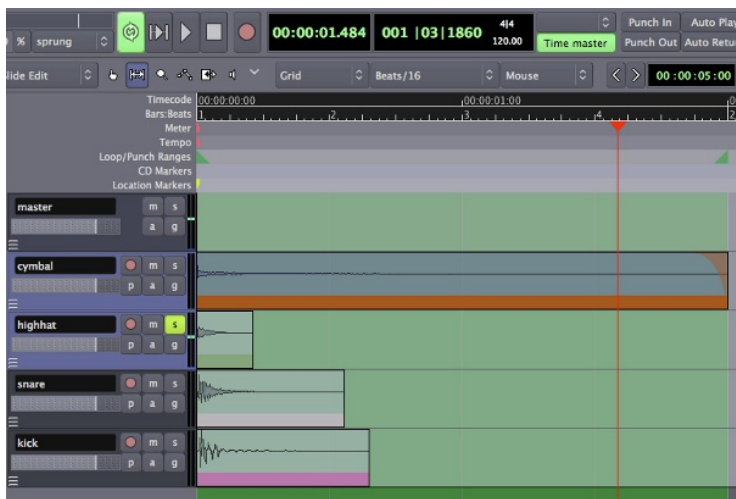 % sprung
00:00:01.484
001 |03|1860
4|4
120.00
Time master
Punch In
Auto Play
Punch Out
Auto Retu
lide Edit
Grid
Beats/16
Mouse
00:00:05:00
Timecode
00:00:00:00
00:00:01:00
Bars:Beats
1
2
3
4
2
Meter
Tempo
Loop/Punch Ranges
CD Markers
Location Markers
master
m s
a g
cymbal
m s
p a g
highhat
m s
p a g
snare
m s
p a g
kick
m s
p a g